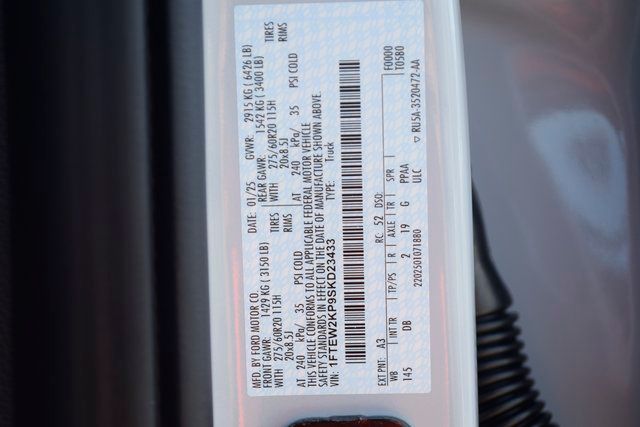 MFD. BY FORD MOTOR CO.
DATE: 01/25 GVWR: 2915 KG ( 6426 LB)
FRONT GAWR: 1429 KG ( 3150 LB) REAR GAWR: 1542 KG ( 3400 LB)
WITH 275/60R20 115H TIRES WITH 275/60R20 115H TIRES
20x8.5J RIMS 20x8.5J RIMS
AT 240 kPa/ 35 PSI COLD AT 240 kPa/ 35 PSI COLD
THIS VEHICLE CONFORMS TO ALL APPLICABLE FEDERAL MOTOR VEHICLE
SAFETY STANDARDS IN EFFECT ON THE DATE OF MANUFACTURE SHOWN ABOVE.
VIN: 1FTEW2KP9SKD23433 TYPE: Truck
F0000
T0580
EXT PNT: A3 RC: 52 DSO:
WB INT TR TP/PS R AXLE TR SPR
145 DB 2 19 G PPAA
ULC
220250107180 ▽ RU5A-3520472-AA